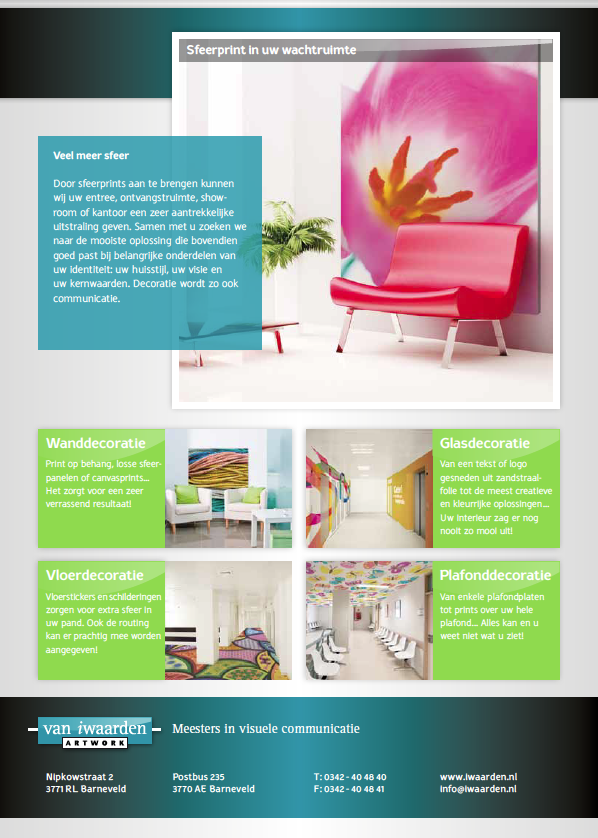 Sfeerprint in uw wachtruimte
Veel meer sfeer
Door sfeerprints aan te brengen kunnen
wij uw entree, ontvangstruimte, show-
room of kantoor een zeer aantrekkelijke
uitstraling geven. Samen met u zoeken we
naar de mooiste oplossing die bovendien
goed past bij belangrijke onderdelen van
uw identiteit: uw huisstijl, uw visie en
uw kernwaarden. Decoratie wordt zo ook
communicatie.
Wanddecoratie
Print op behang, losse sfeer-
panelen of canvasprints...
Het zorgt voor een zeer
verrassend resultaat!
Glasdecoratie
Van een tekst of logo
gesneden uit zandstraal-
folie tot de meest creatieve
en kleurrijke oplossingen...
Uw interieur zag er nog
nooit zo mooi uit!
Vloerdecoratie
Vloerstickers en schilderingen
zorgen voor extra sfeer in
uw pand. Ook de routing
kan er prachtig mee worden
aangegeven!
Plafonddecoratie
Van enkele plafondplaten
tot prints over uw hele
plafond... Alles kan en u
weet niet wat u ziet!
van iwaarden
ARTWORK
Meesters in visuele communicatie
Nipkowstraat 2
3771 RL Barneveld
Postbus 235
3770 AE Barneveld
T: 0342 - 40 48 40
F: 0342 - 40 48 41
www.iwaarden.nl
info@iwaarden.nl